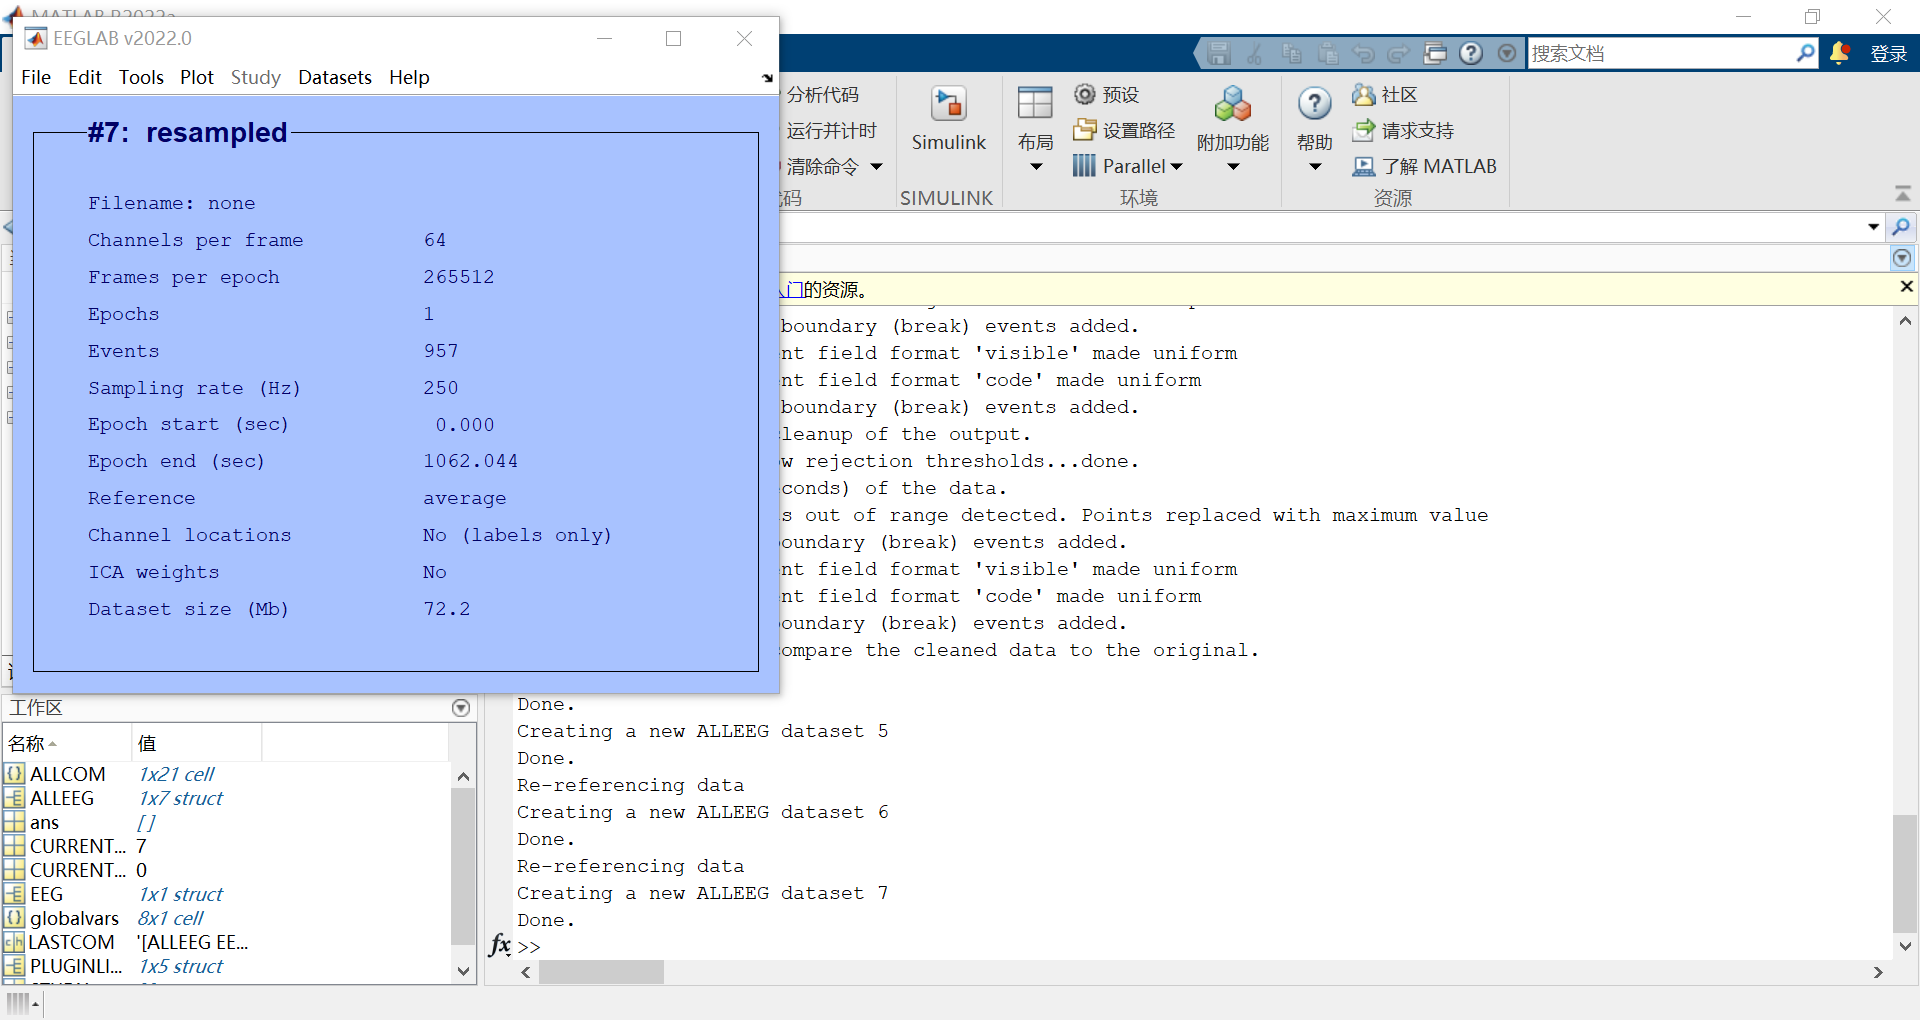 EEGLAB v2022.0
File Edit Tools Plot Study Datasets Help
#7: resampled
Filename: none
Channels per frame 64
Frames per epoch 265512
Epochs 1
Events 957
Sampling rate (Hz) 250
Epoch start (sec) 0.000
Epoch end (sec) 1062.044
Reference average
Channel locations No (labels only)
ICA weights No
Dataset size (Mb) 72.2
搜索文档
登录
分析代码
运行并计时
清除命令
Simulink
SIMULINK
布局
预设
设置路径
Parallel
附加功能
环境
帮助
社区
请求支持
了解 MATLAB
资源
入门的资源。
boundary (break) events added.
nt field format 'visible' made uniform
nt field format 'code' made uniform
boundary (break) events added.
leanup of the output.
w rejection thresholds...done.
conds) of the data.
s out of range detected. Points replaced with maximum value
oundary (break) events added.
nt field format 'visible' made uniform
nt field format 'code' made uniform
oundary (break) events added.
ompare the cleaned data to the original.
Done.
Creating a new ALLEEG dataset 5
Done.
Re-referencing data
Creating a new ALLEEG dataset 6
Done.
Re-referencing data
Creating a new ALLEEG dataset 7
Done.
fx >>
工作区
名称 值
ALLCOM 1x21 cell
ALLEEG 1x7 struct
ans []
CURRENT... 7
CURRENT... 0
EEG 1x1 struct
globalvars 8x1 cell
LASTCOM '[ALLEEG EE...
PLUGINLI... 1x5 struct